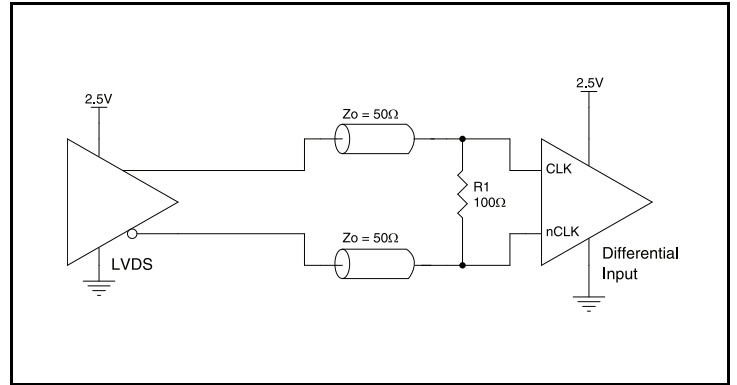 2.5V
2.5V
Zo = 50Ω
CLK
R1
100Ω
nCLK
Zo = 50Ω
LVDS
Differential
Input